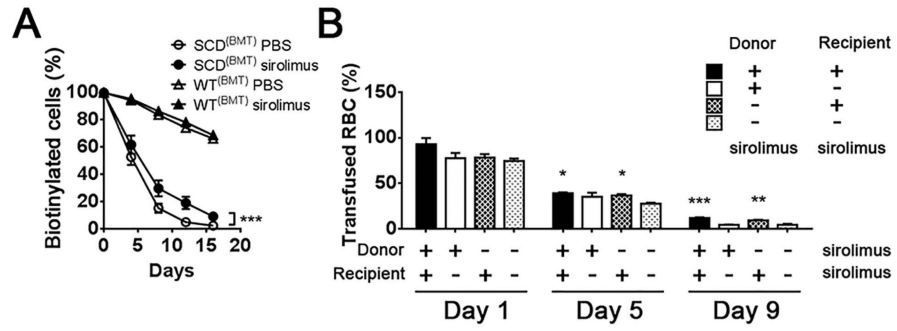 A
SCD(BMT) PBS
SCD(BMT) sirolimus
WT(BMT) PBS
WT(BMT) sirolimus
Biotinylated cells (%)
100
80
60
40
20
0
***
0 5 10 15 20
Days
B
Donor Recipient
+ +
+ -
- +
- -
sirolimus sirolimus
Transfused RBC (%)
150
100
50
0
* * *** **
Donor + + - - + + - - + + - - sirolimus
Recipient + - + - + - + - + - + - sirolimus
Day 1 Day 5 Day 9